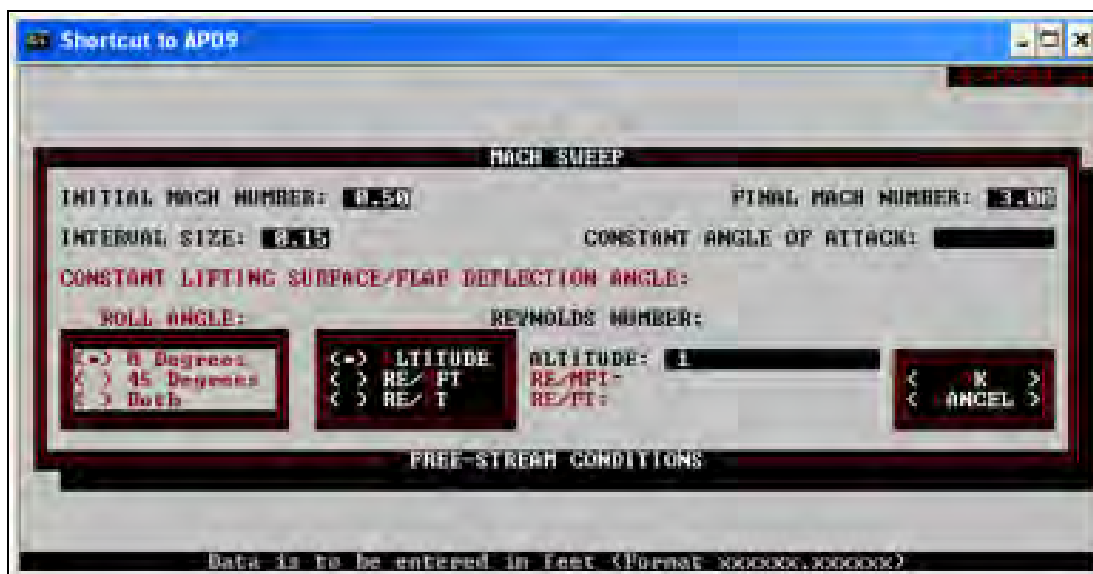 Shortcut to AP09
MACH SWEEP
INITIAL MACH NUMBER: 0.50 FINAL MACH NUMBER: 3.00
INTERVAL SIZE: 0.15 CONSTANT ANGLE OF ATTACK:
CONSTANT LIFTING SURFACE/FLAP DEFLECTION ANGLE:
ROLL ANGLE: REYNOLDS NUMBER:
(•) 0 Degrees (•) ALTITUDE ALTITUDE: 1
( ) 45 Degrees ( ) RE/ FT RE/MFT: < OK >
( ) Both ( ) RE/ T RE/FT: < CANCEL >
FREE-STREAM CONDITIONS
Data is to be entered in feet (Format xxxxxx.xxxxxx)